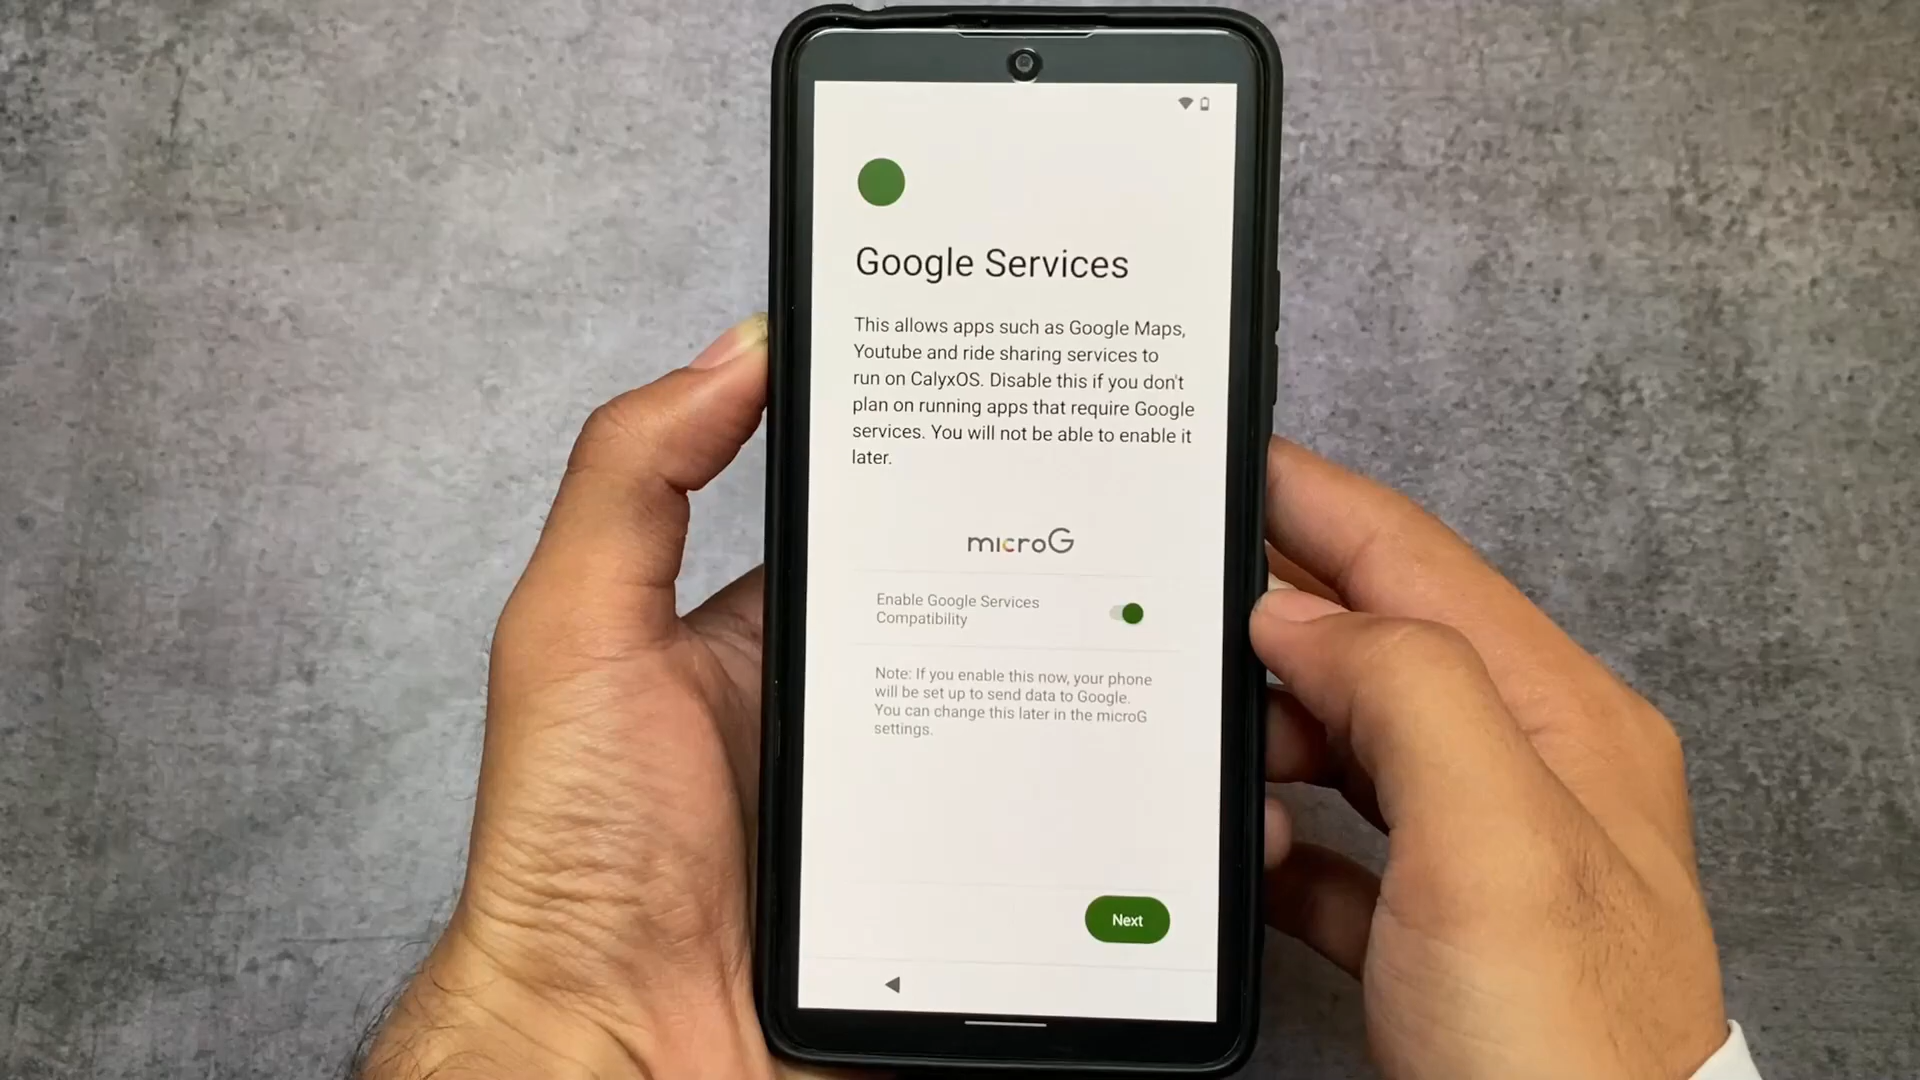 Google Services
This allows apps such as Google Maps,
Youtube and ride sharing services to
run on CalyxOS. Disable this if you don't
plan on running apps that require Google
services. You will not be able to enable it
later.
microG
Enable Google Services
Compatibility
Note: If you enable this now, your phone
will be set up to send data to Google.
You can change this later in the microG
settings.
Next